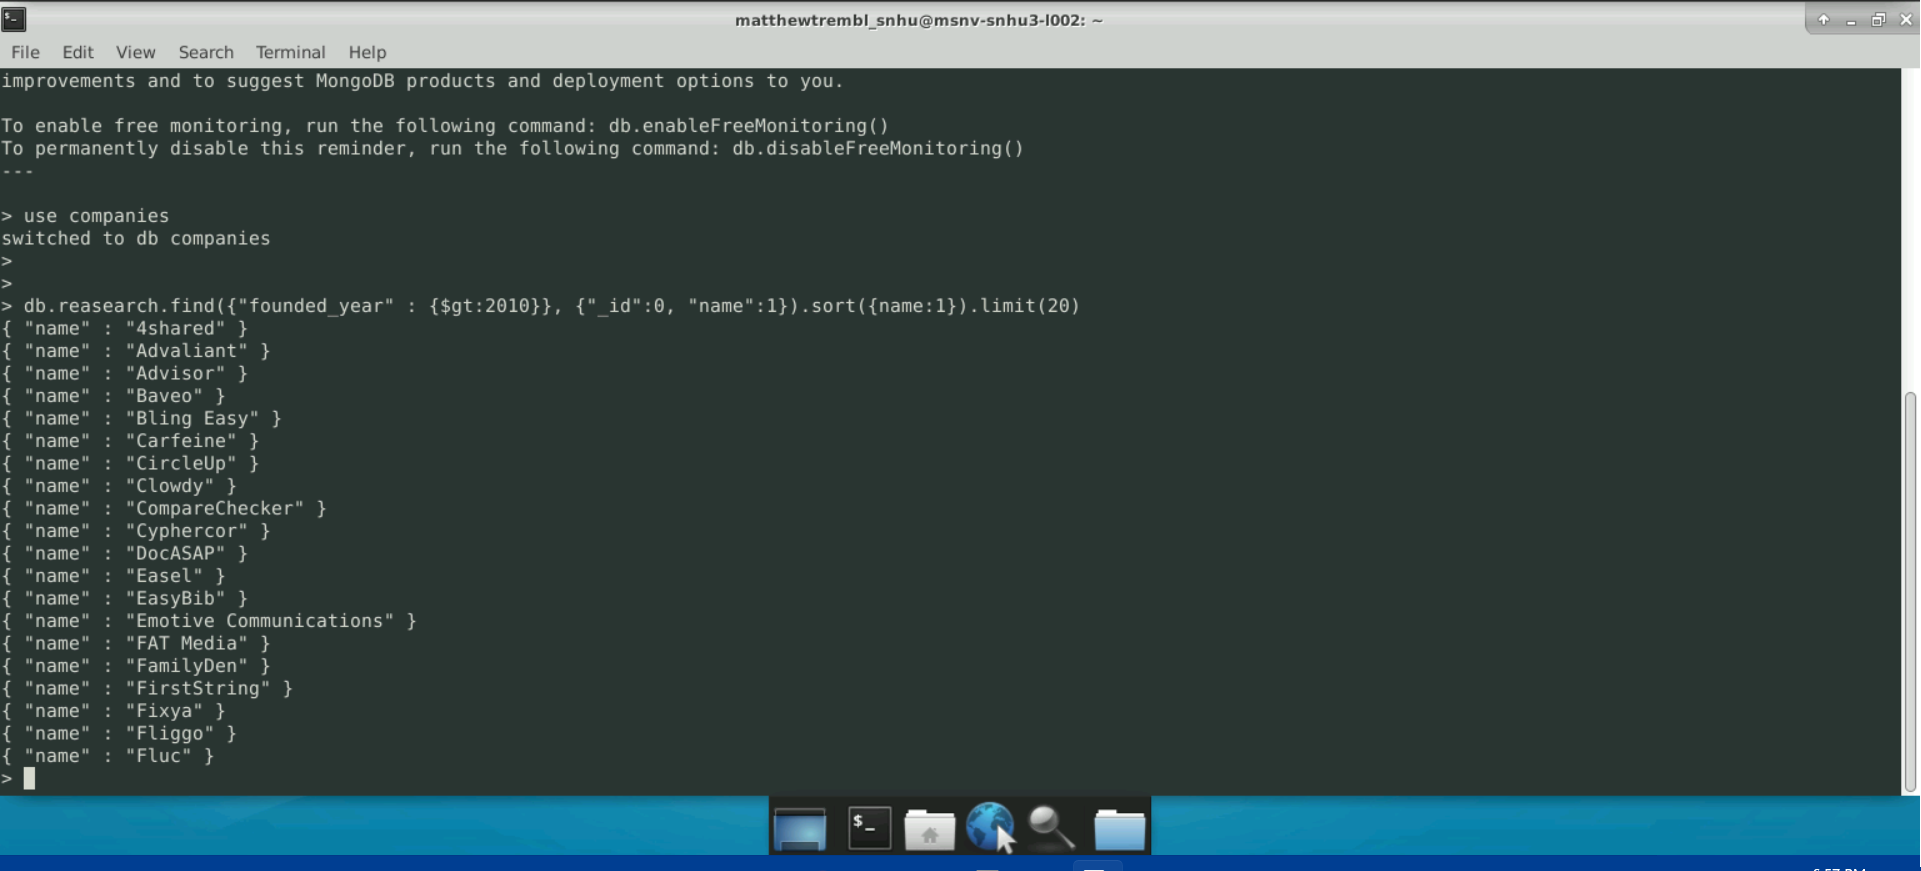 matthewtrembl_snhu@msnv-snhu3-l002: ~
File Edit View Search Terminal Help
improvements and to suggest MongoDB products and deployment options to you.
To enable free monitoring, run the following command: db.enableFreeMonitoring()
To permanently disable this reminder, run the following command: db.disableFreeMonitoring()
---
> use companies
switched to db companies
>
>
> db.reasearch.find({"founded_year" : {$gt:2010}}, {"_id":0, "name":1}).sort({name:1}).limit(20)
{ "name" : "4shared" }
{ "name" : "Advaliant" }
{ "name" : "Advisor" }
{ "name" : "Baveo" }
{ "name" : "Bling Easy" }
{ "name" : "Carfeine" }
{ "name" : "CircleUp" }
{ "name" : "Clowdy" }
{ "name" : "CompareChecker" }
{ "name" : "Cyphercor" }
{ "name" : "DocASAP" }
{ "name" : "Easel" }
{ "name" : "EasyBib" }
{ "name" : "Emotive Communications" }
{ "name" : "FAT Media" }
{ "name" : "FamilyDen" }
{ "name" : "FirstString" }
{ "name" : "Fixya" }
{ "name" : "Fliggo" }
{ "name" : "Fluc" }
>
$_